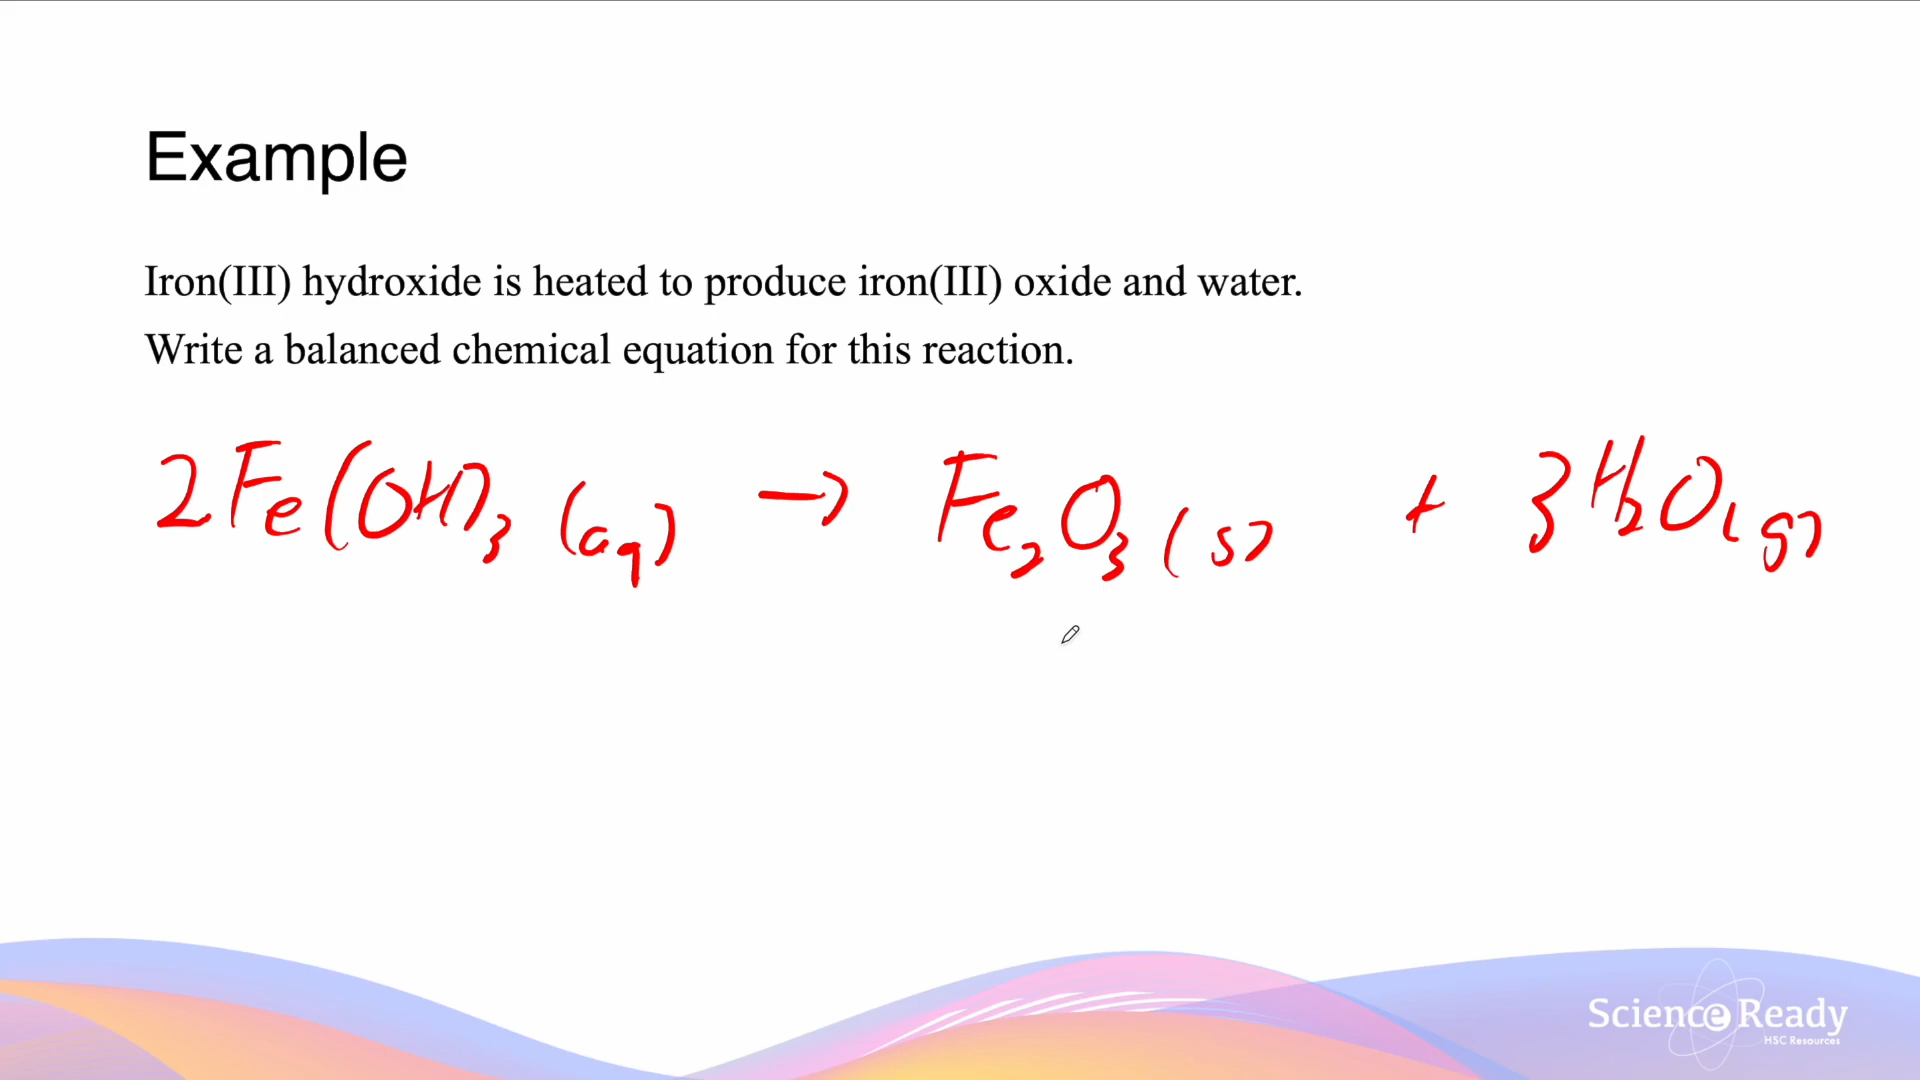 Example
Iron(III) hydroxide is heated to produce iron(III) oxide and water.
Write a balanced chemical equation for this reaction.
2Fe(OH)₃ (aq) → Fe₂O₃ (s) + 3H₂O(g)
Science Ready
HSC Resources